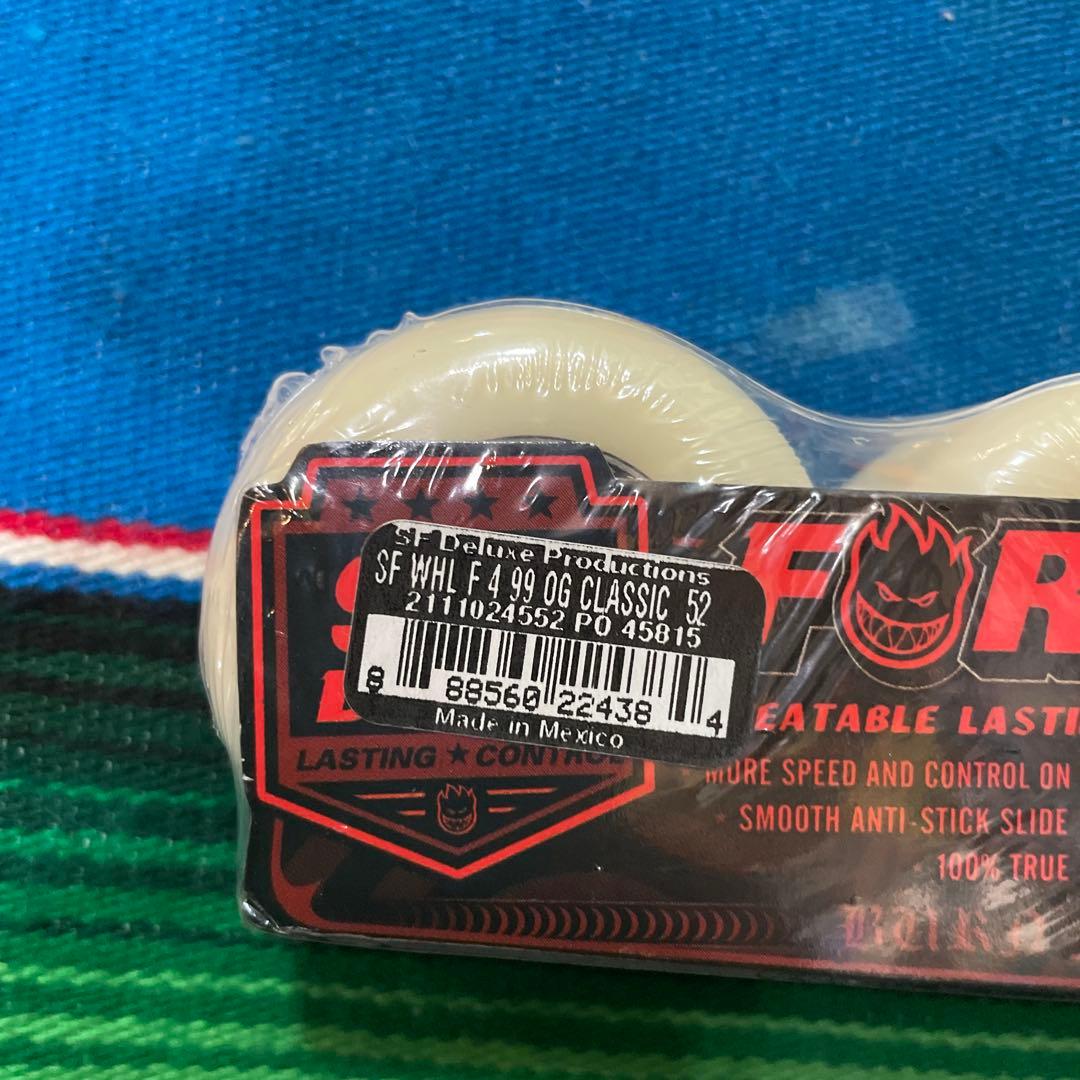 SF Deluxe Productions
SF WHL F 4 99 OG CLASSIC 52
2111024552 PO 45815
8 88560 22438 4
Made in Mexico
LASTING ★ CONTROL
FOR
EATABLE LASTI
MORE SPEED AND CONTROL ON
SMOOTH ANTI-STICK SLIDE
100% TRUE